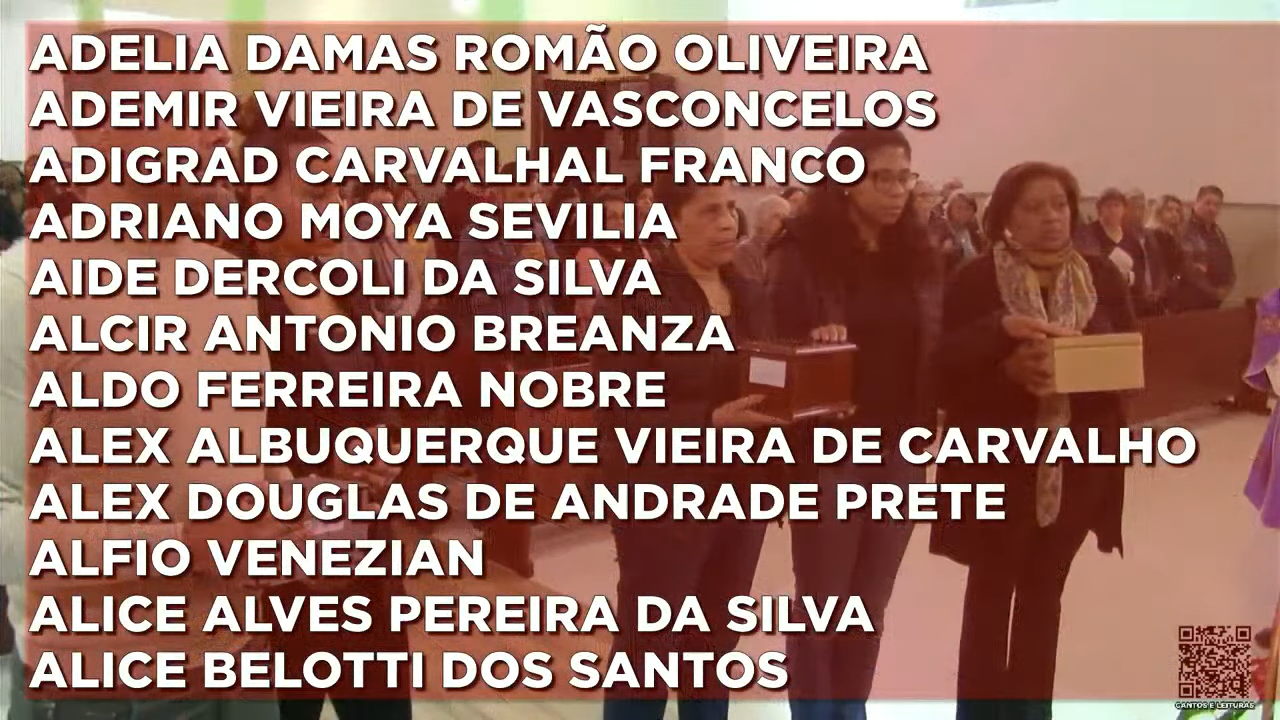 ADELIA DAMAS ROMÃO OLIVEIRA
ADEMIR VIEIRA DE VASCONCELOS
ADIGRAD CARVALHAL FRANCO
ADRIANO MOYA SEVILIA
AIDE DERCOLI DA SILVA
ALCIR ANTONIO BREANZA
ALDO FERREIRA NOBRE
ALEX ALBUQUERQUE VIEIRA DE CARVALHO
ALEX DOUGLAS DE ANDRADE PRETE
ALFIO VENEZIAN
ALICE ALVES PEREIRA DA SILVA
ALICE BELOTTI DOS SANTOS
CANTOS E LEITURAS